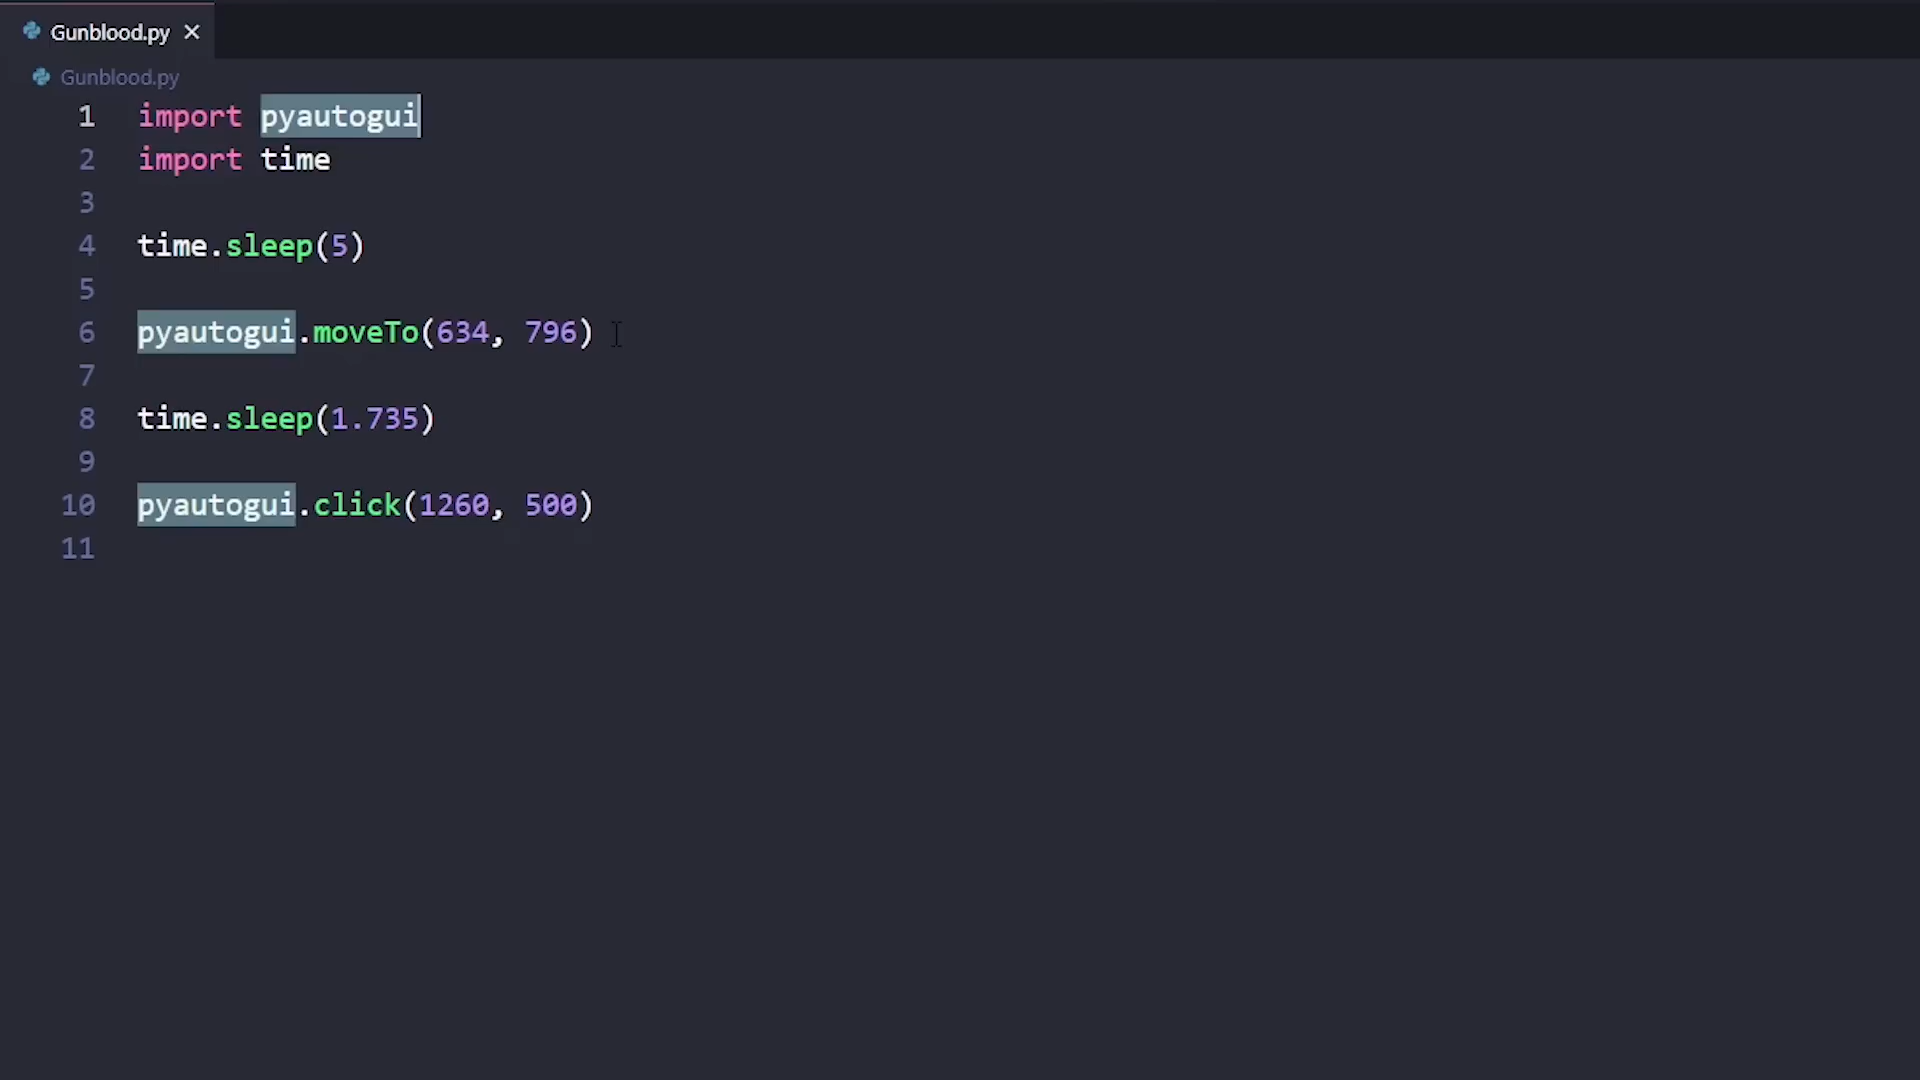 Gunblood.py
Gunblood.py
1 import pyautogui
2 import time
3
4 time.sleep(5)
5
6 pyautogui.moveTo(634, 796)
7
8 time.sleep(1.735)
9
10 pyautogui.click(1260, 500)
11